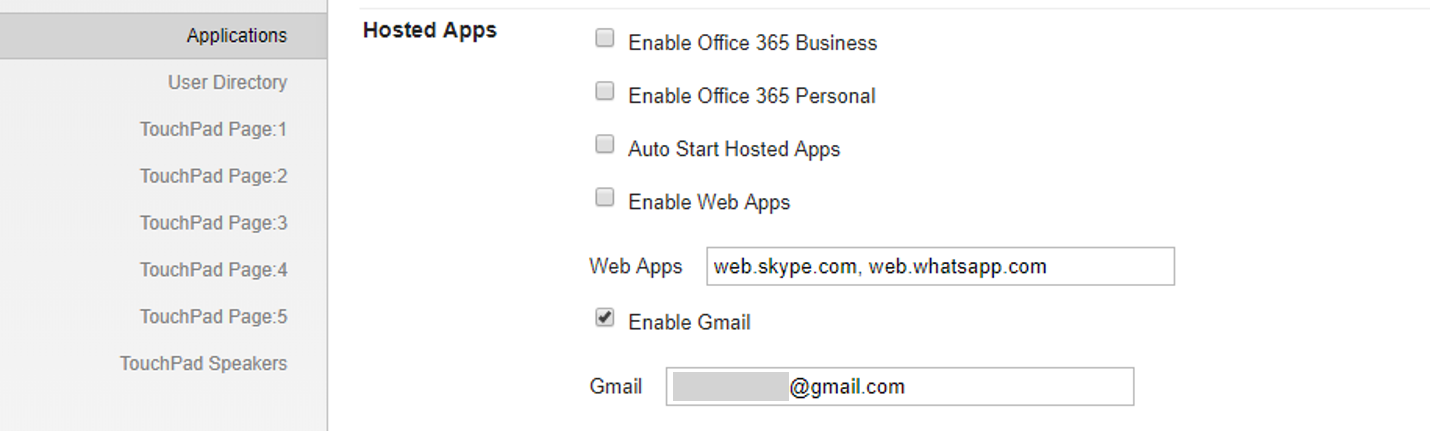 Applications
User Directory
TouchPad Page:1
TouchPad Page:2
TouchPad Page:3
TouchPad Page:4
TouchPad Page:5
TouchPad Speakers
Hosted Apps
Enable Office 365 Business
Enable Office 365 Personal
Auto Start Hosted Apps
Enable Web Apps
Web Apps web.skype.com, web.whatsapp.com
Enable Gmail
Gmail @gmail.com